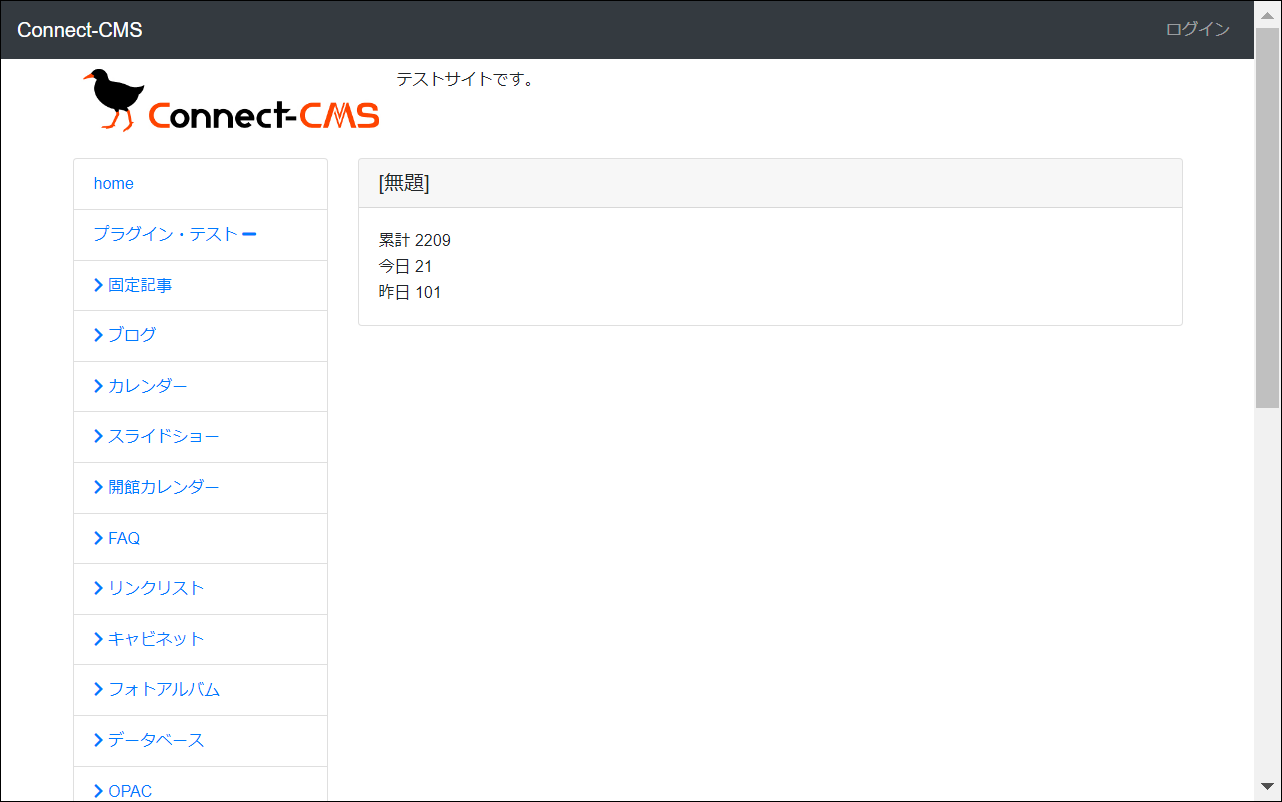 Connect-CMS
ログイン
Connect-CMS
テストサイトです。
home
プラグイン・テスト
固定記事
ブログ
カレンダー
スライドショー
開館カレンダー
FAQ
リンクリスト
キャビネット
フォトアルバム
データベース
OPAC
[無題]
累計 2209
今日 21
昨日 101